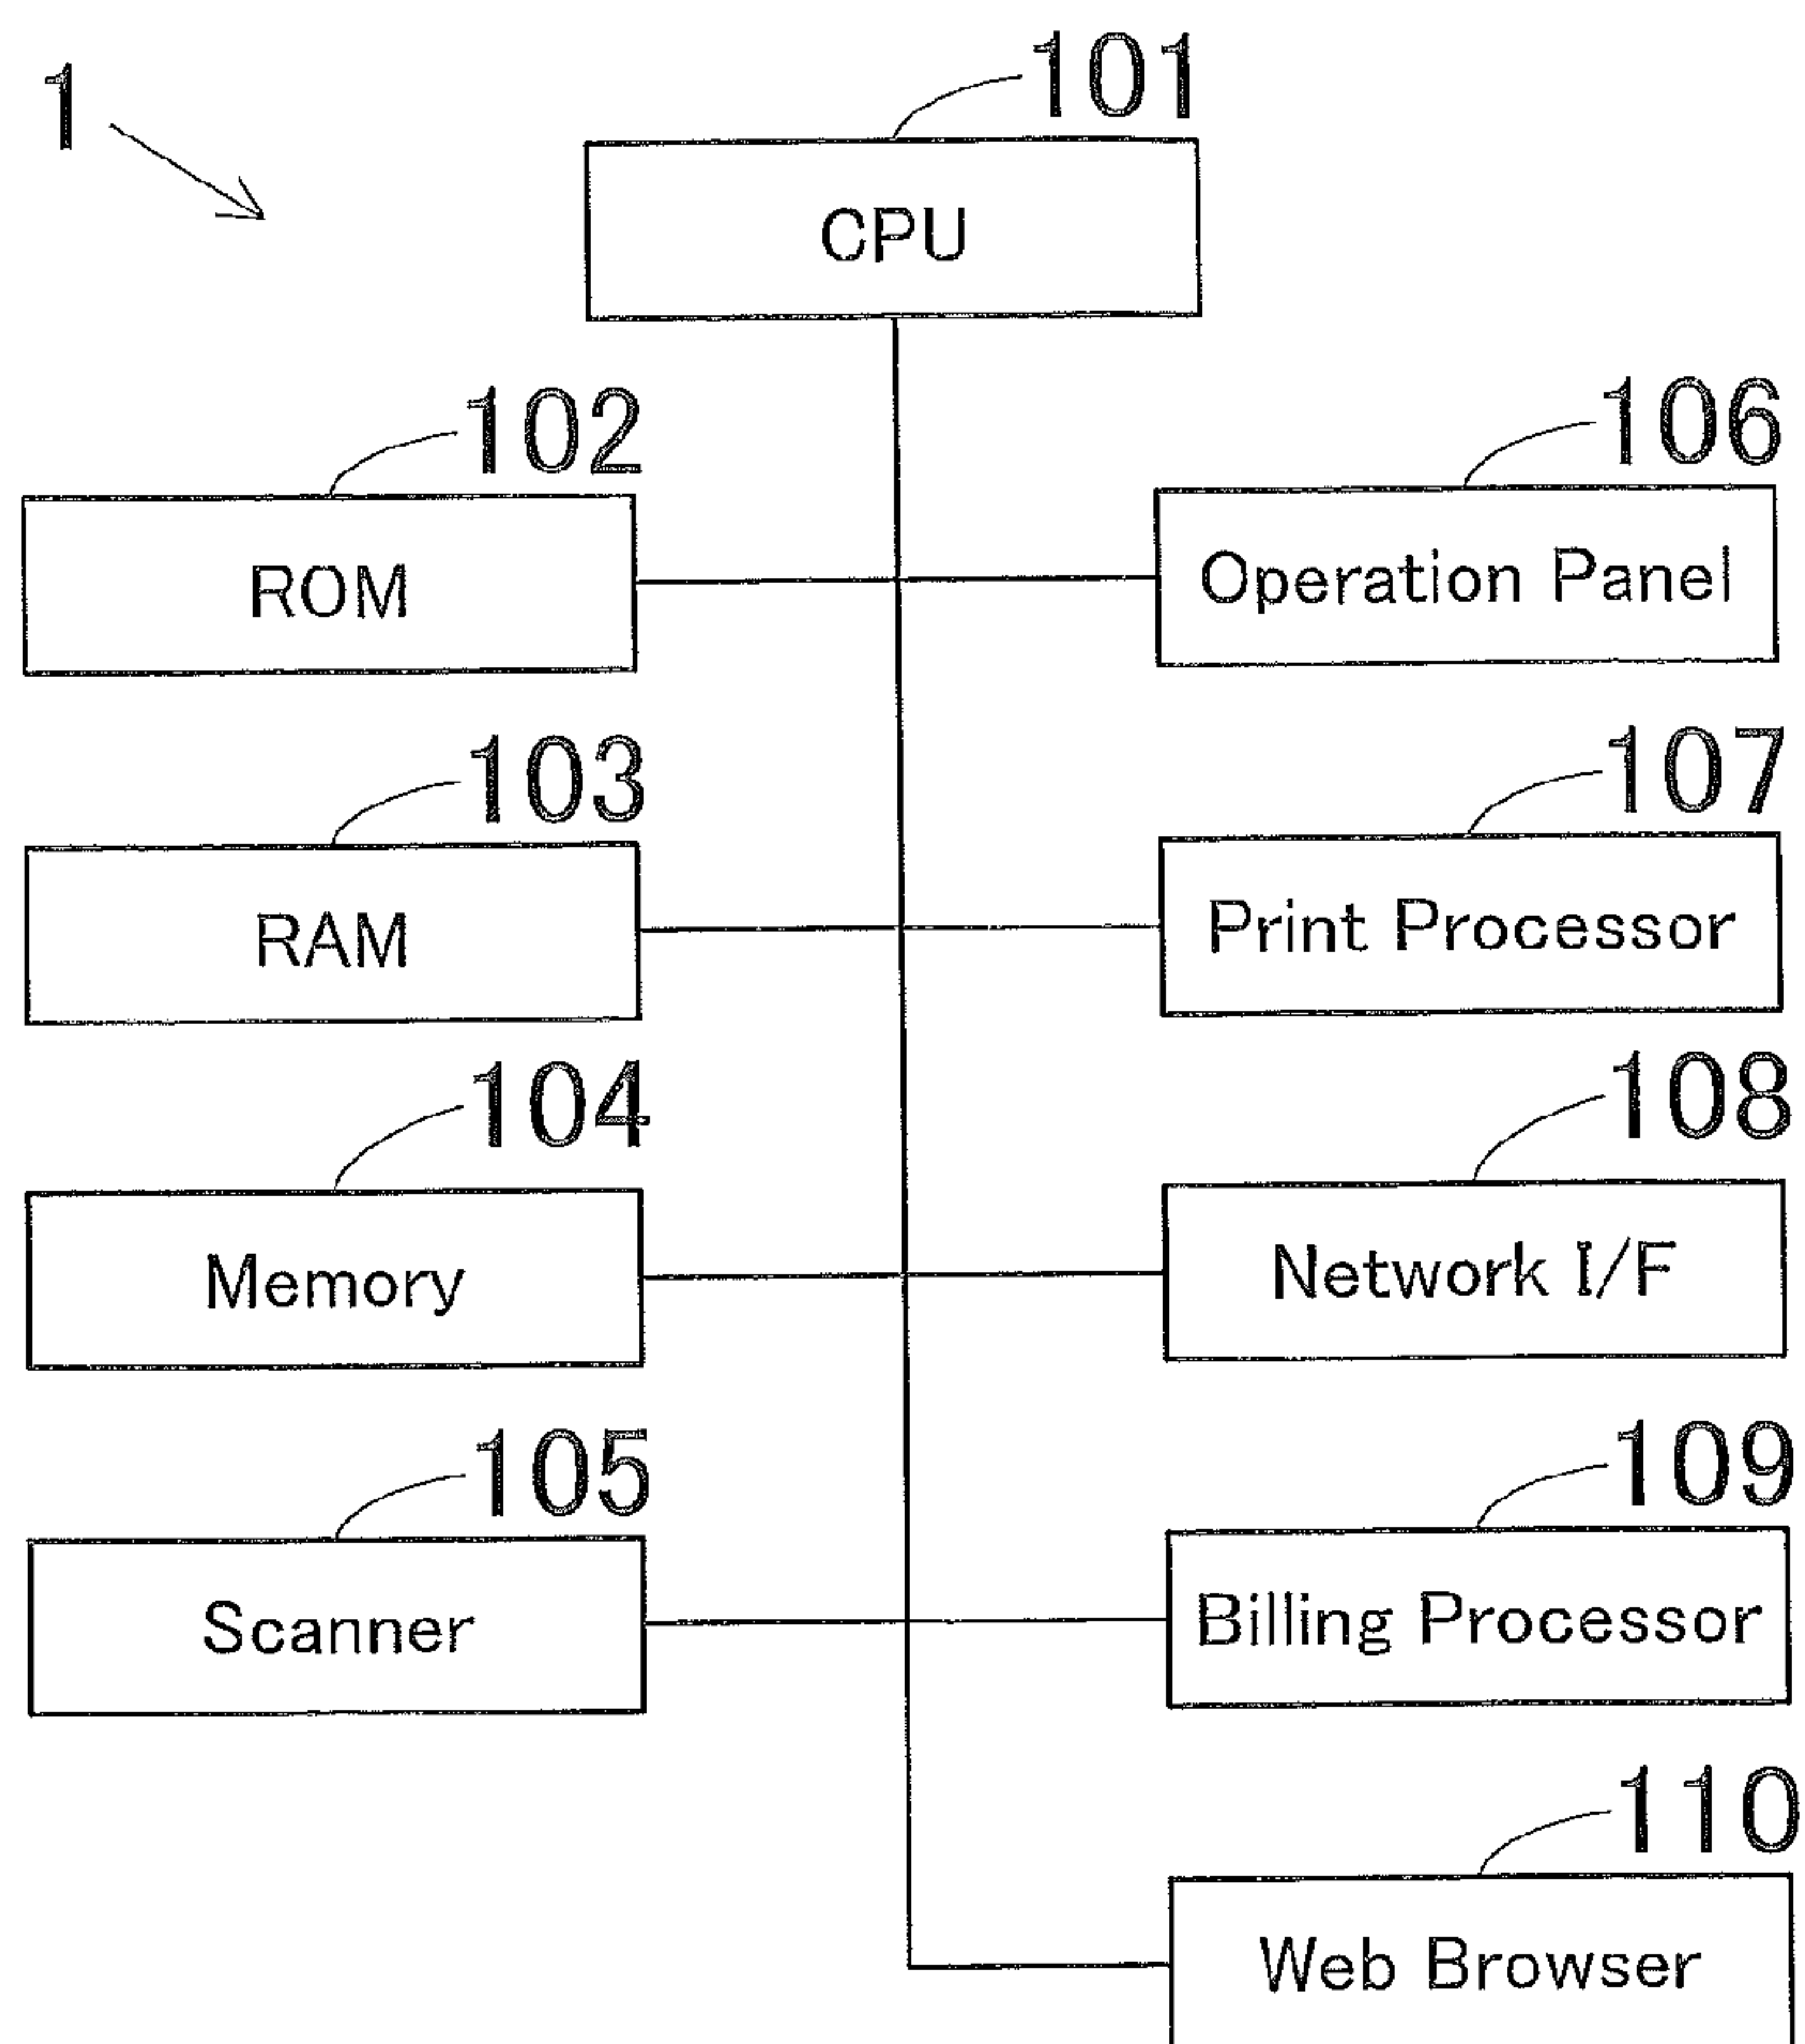 1
101
CPU
102
ROM
106
Operation Panel
103
RAM
107
Print Processor
104
Memory
108
Network I/F
105
Scanner
109
Billing Processor
110
Web Browser